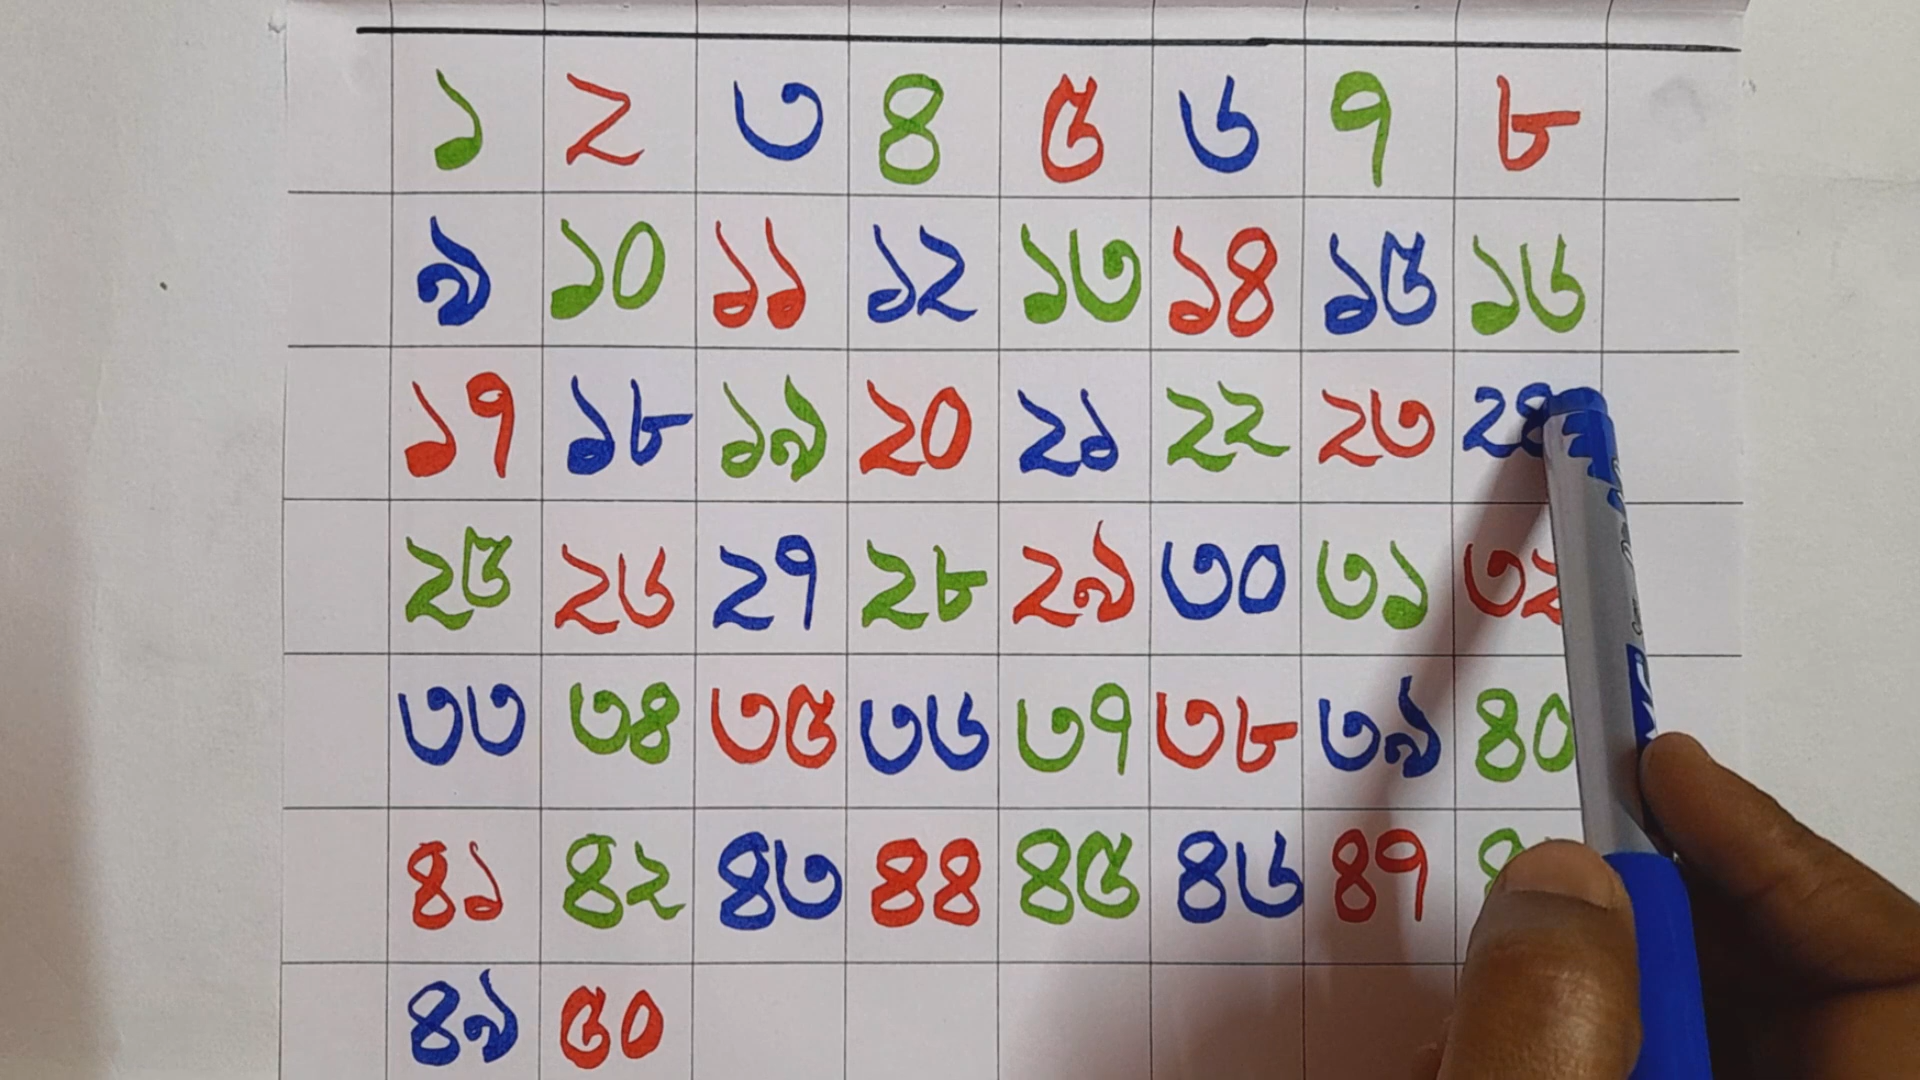 ১ ২ ৩ ৪ ৫ ৬ ৭ ৮
৯ ১০ ১১ ১২ ১৩ ১৪ ১৫ ১৬
১৭ ১৮ ১৯ ২০ ২১ ২২ ২৩ ২৪
২৫ ২৬ ২৭ ২৮ ২৯ ৩০ ৩১ ৩২
৩৩ ৩৪ ৩৫ ৩৬ ৩৭ ৩৮ ৩৯ ৪০
৪১ ৪২ ৪৩ ৪৪ ৪৫ ৪৬ ৪৭
৪৯ ৫০